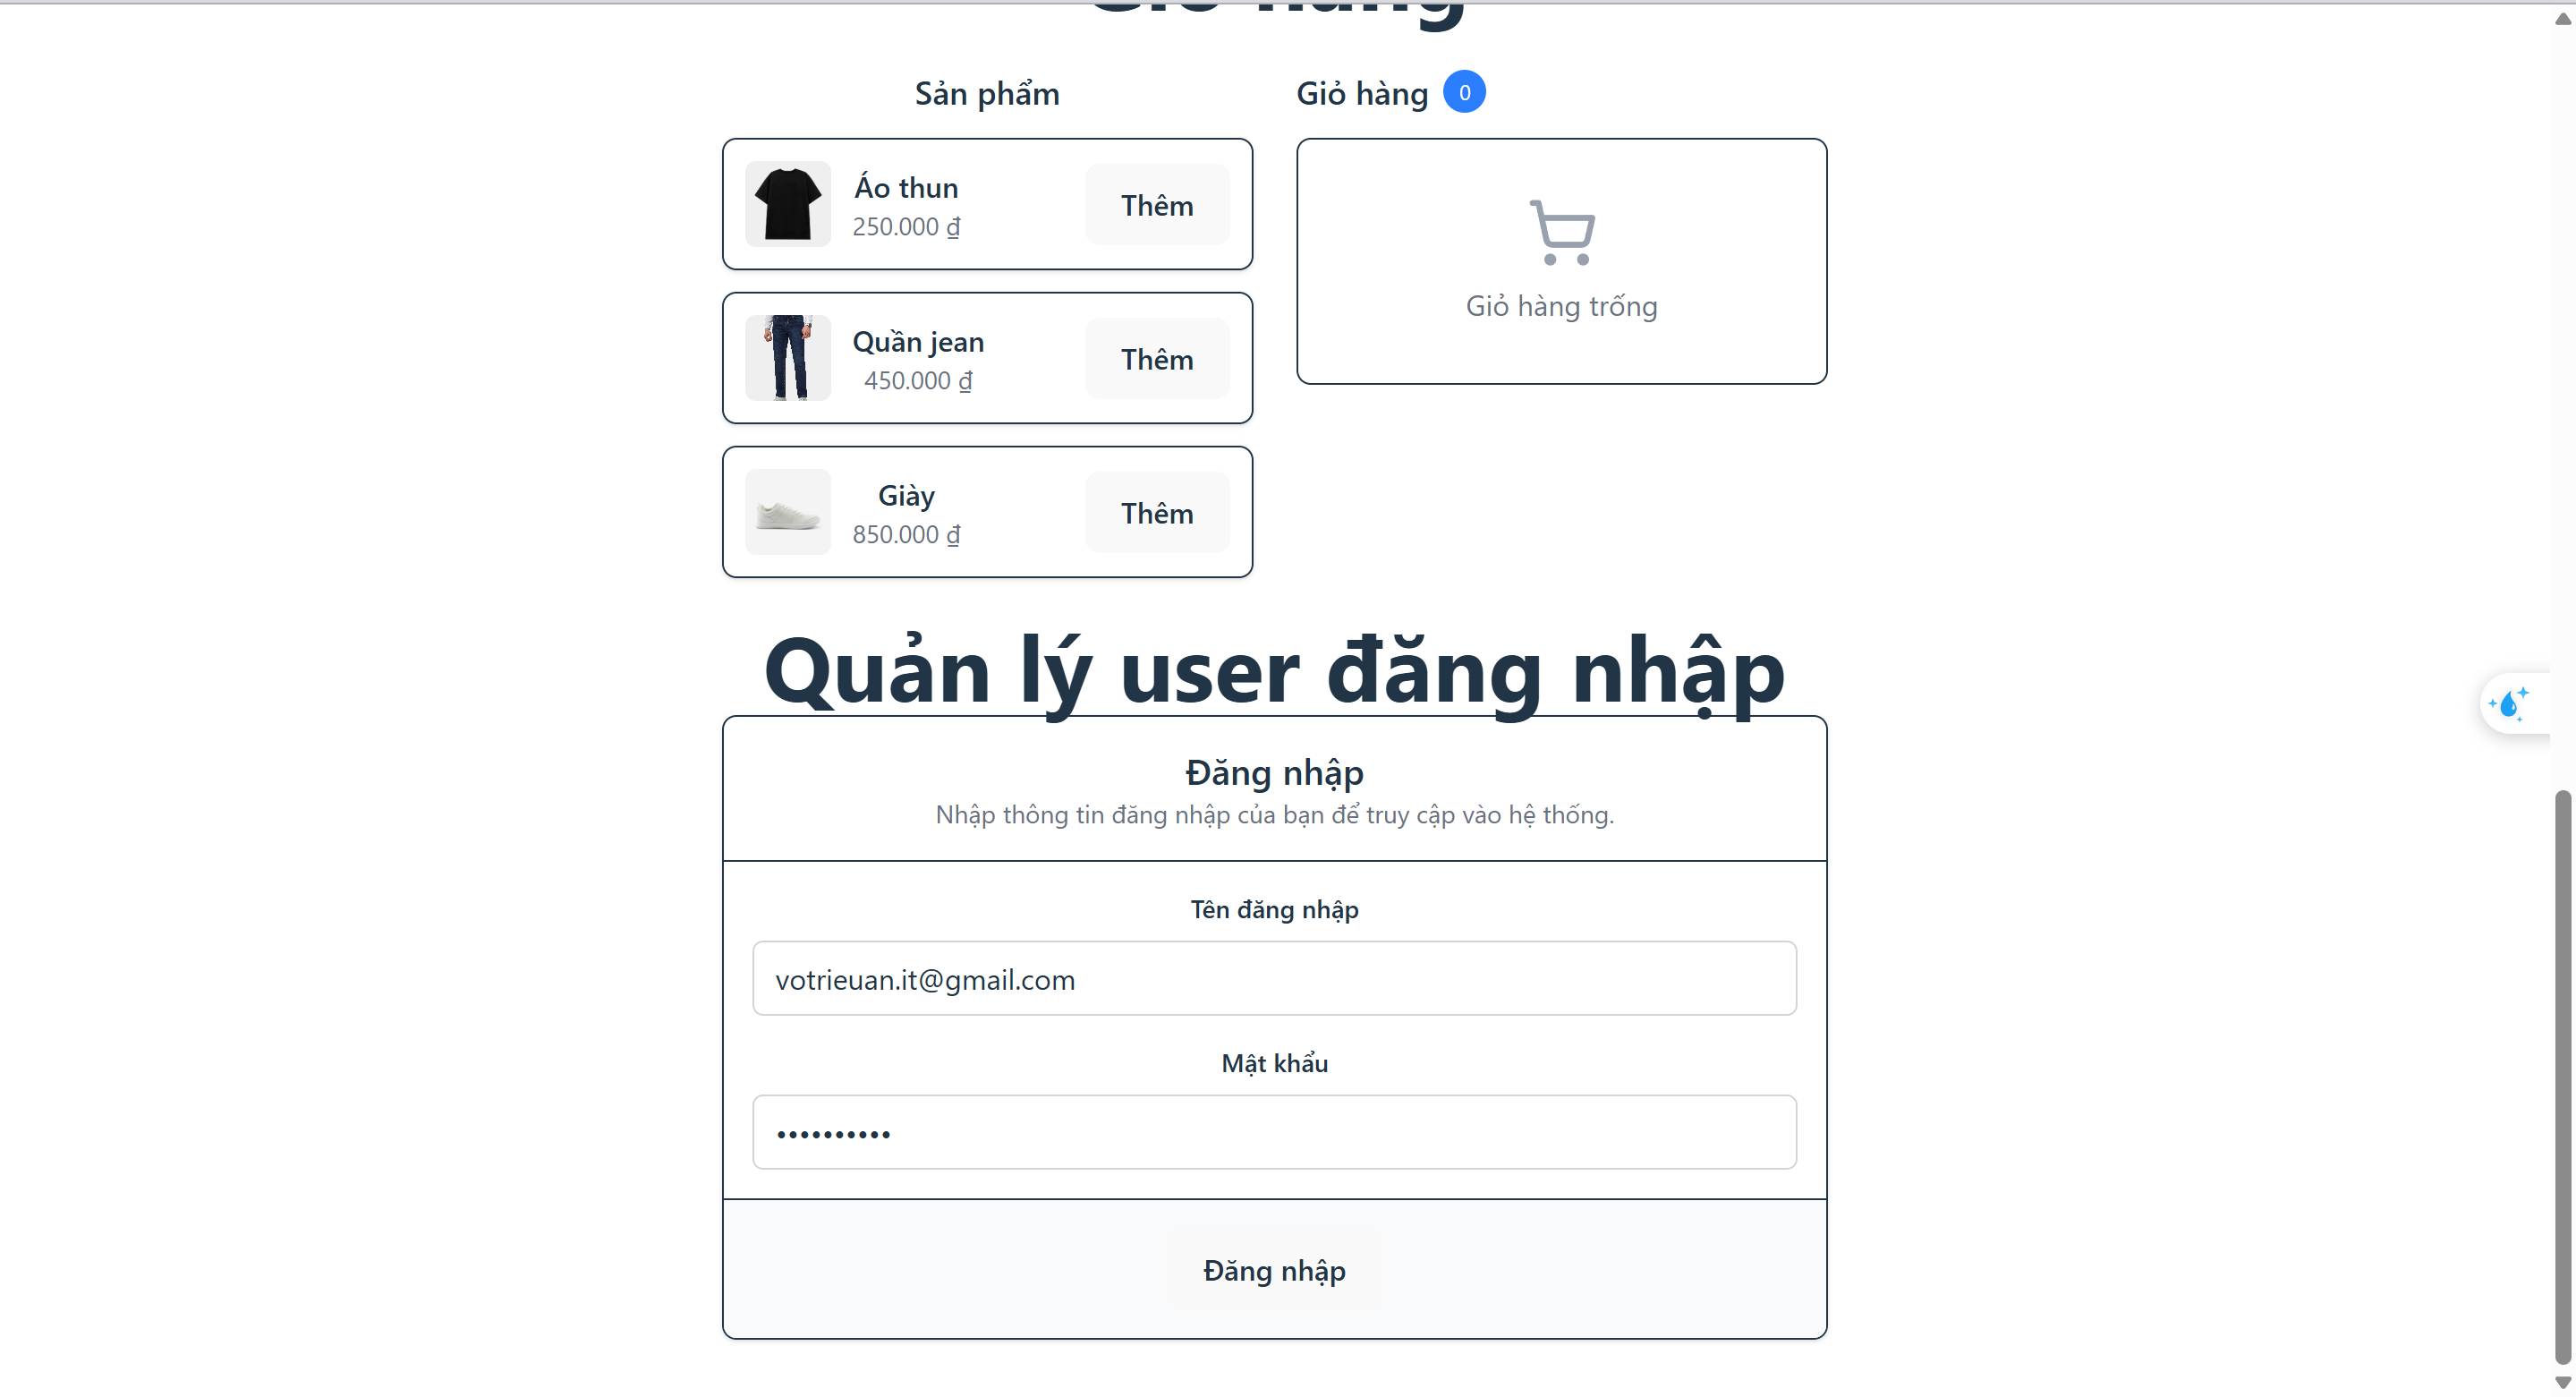 Giỏ hàng
Sản phẩm
Áo thun
250.000 ₫
Thêm
Quần jean
450.000 ₫
Thêm
Giày
850.000 ₫
Thêm
Giỏ hàng 0
Giỏ hàng trống
Quản lý user đăng nhập
Đăng nhập
Nhập thông tin đăng nhập của bạn để truy cập vào hệ thống.
Tên đăng nhập
votrieuan.it@gmail.com
Mật khẩu
••••••••••
Đăng nhập